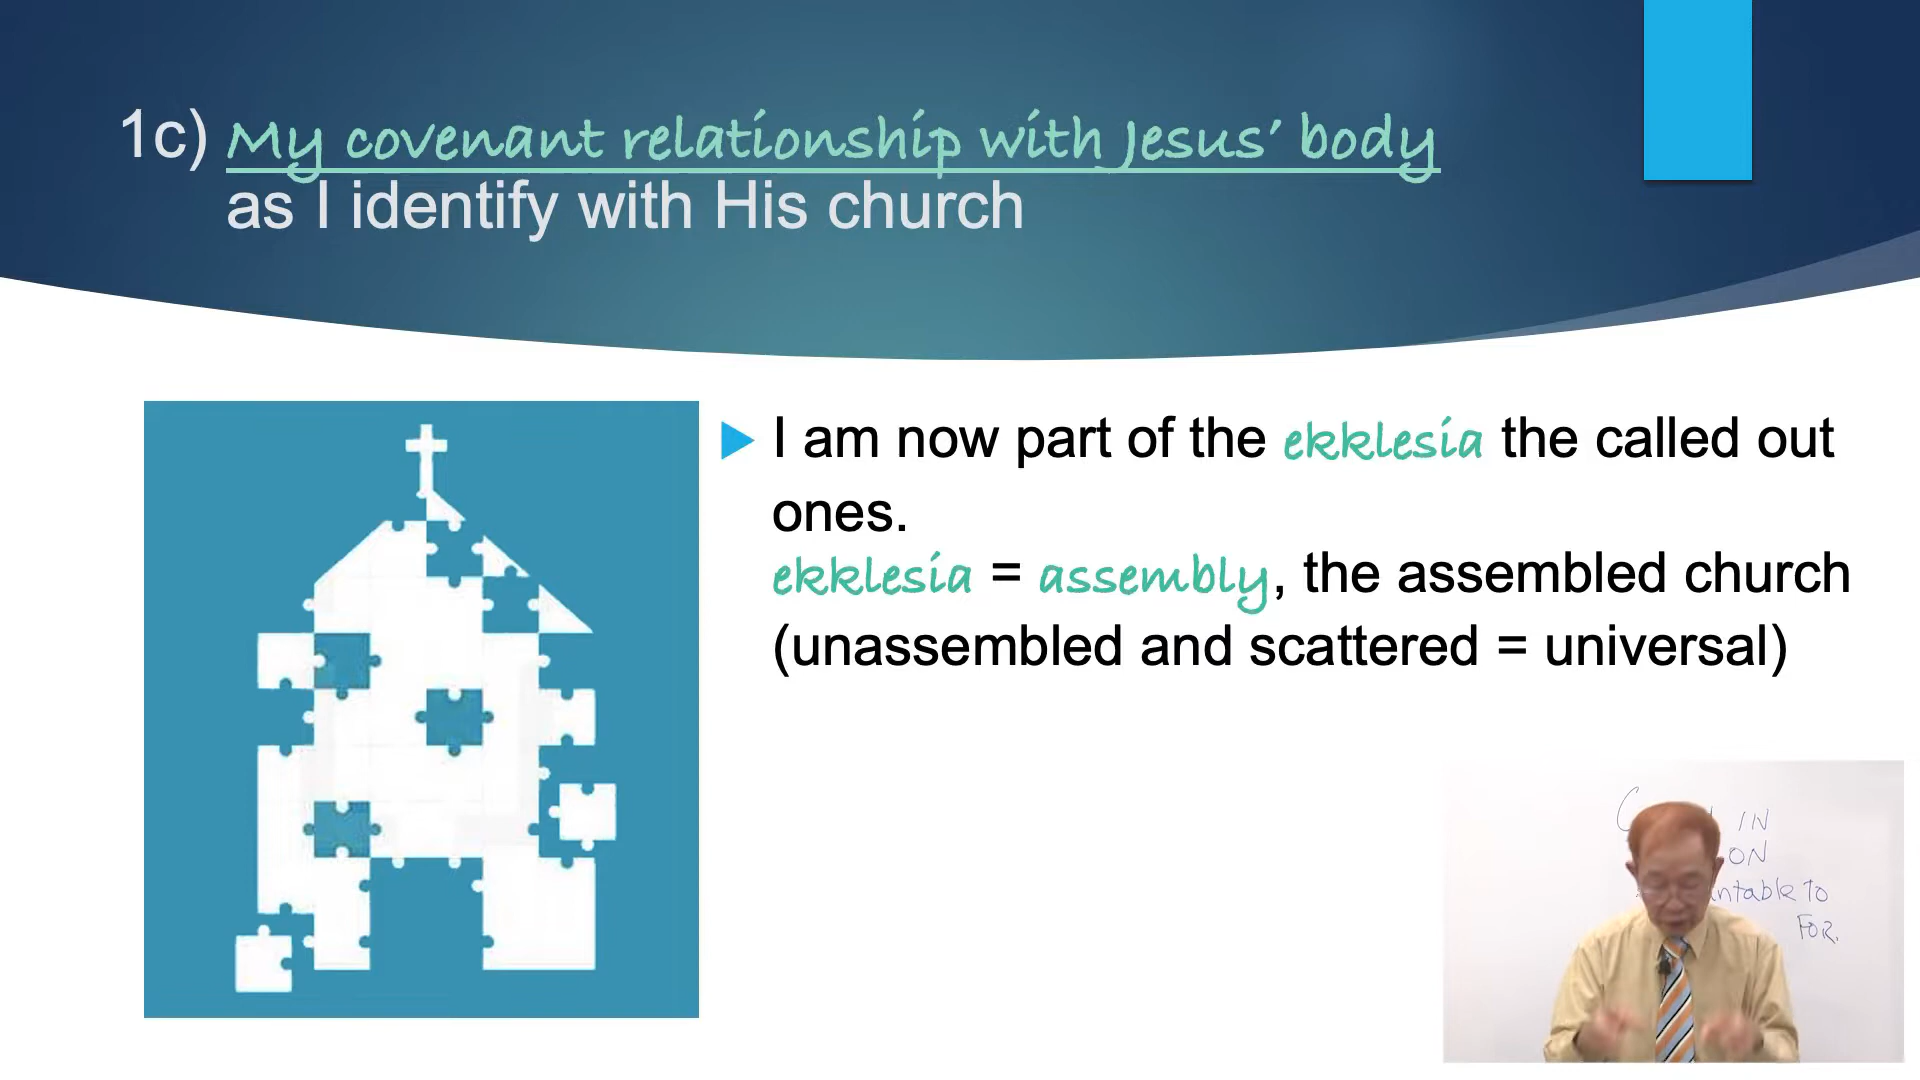 1c) My covenant relationship with Jesus' body
as I identify with His church
I am now part of the ekklesia the called out
ones.
ekklesia = assembly, the assembled church
(unassembled and scattered = universal)
IN
ON
To
FOR.